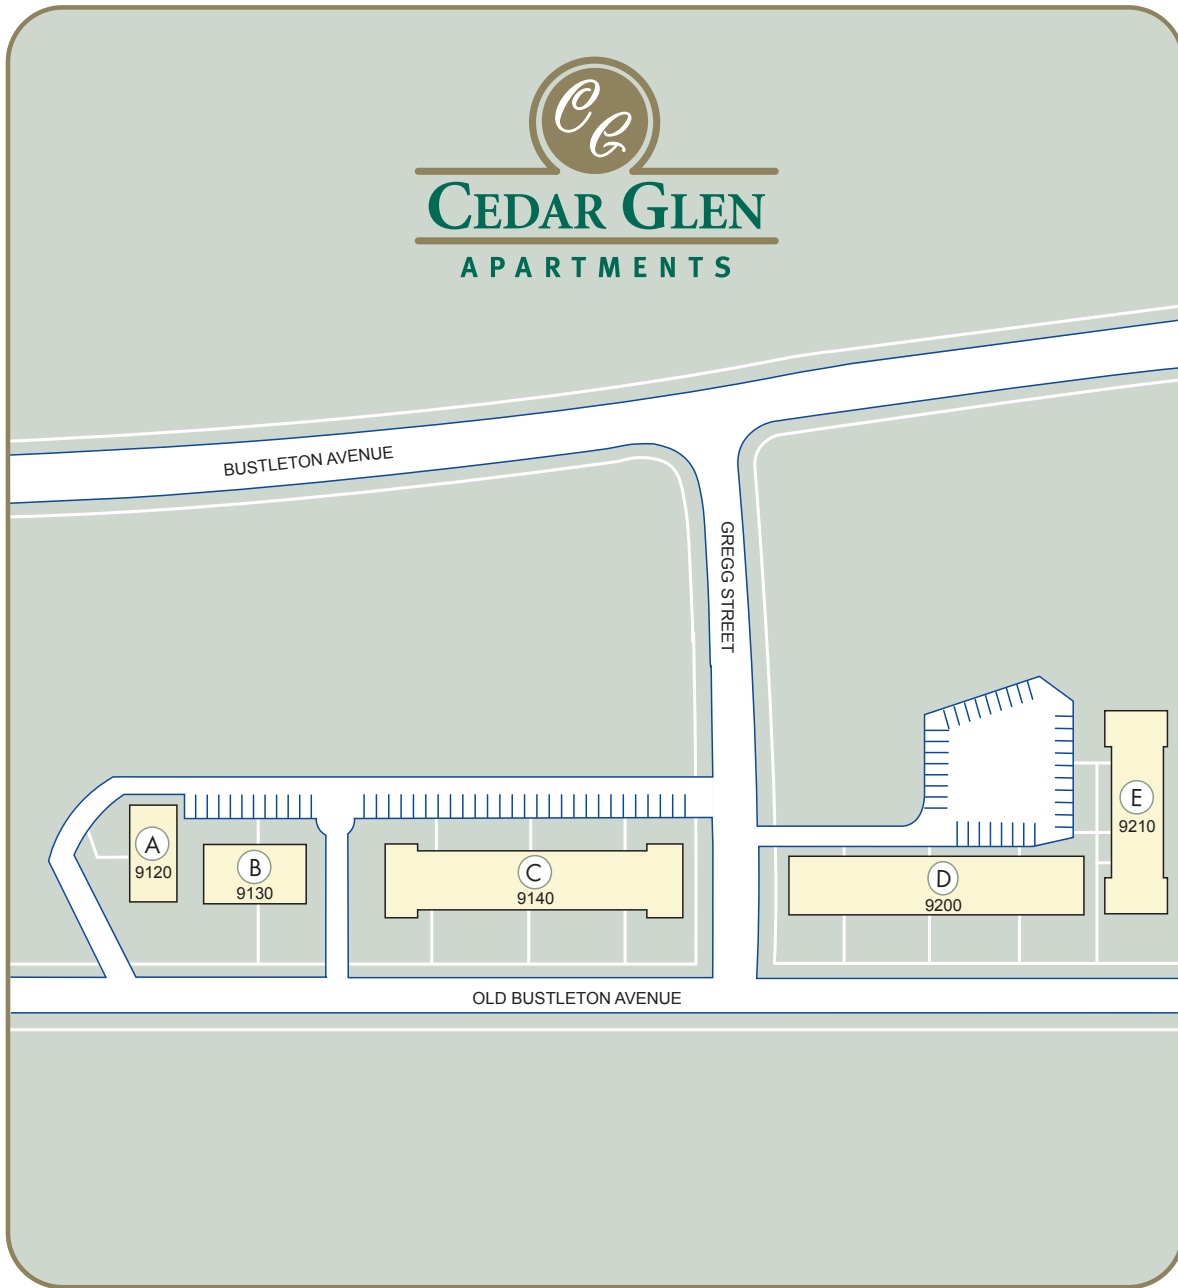 CG
CEDAR GLEN
APARTMENTS
BUSTLETON AVENUE
GREGG STREET
A
9120
B
9130
C
9140
D
9200
E
9210
OLD BUSTLETON AVENUE